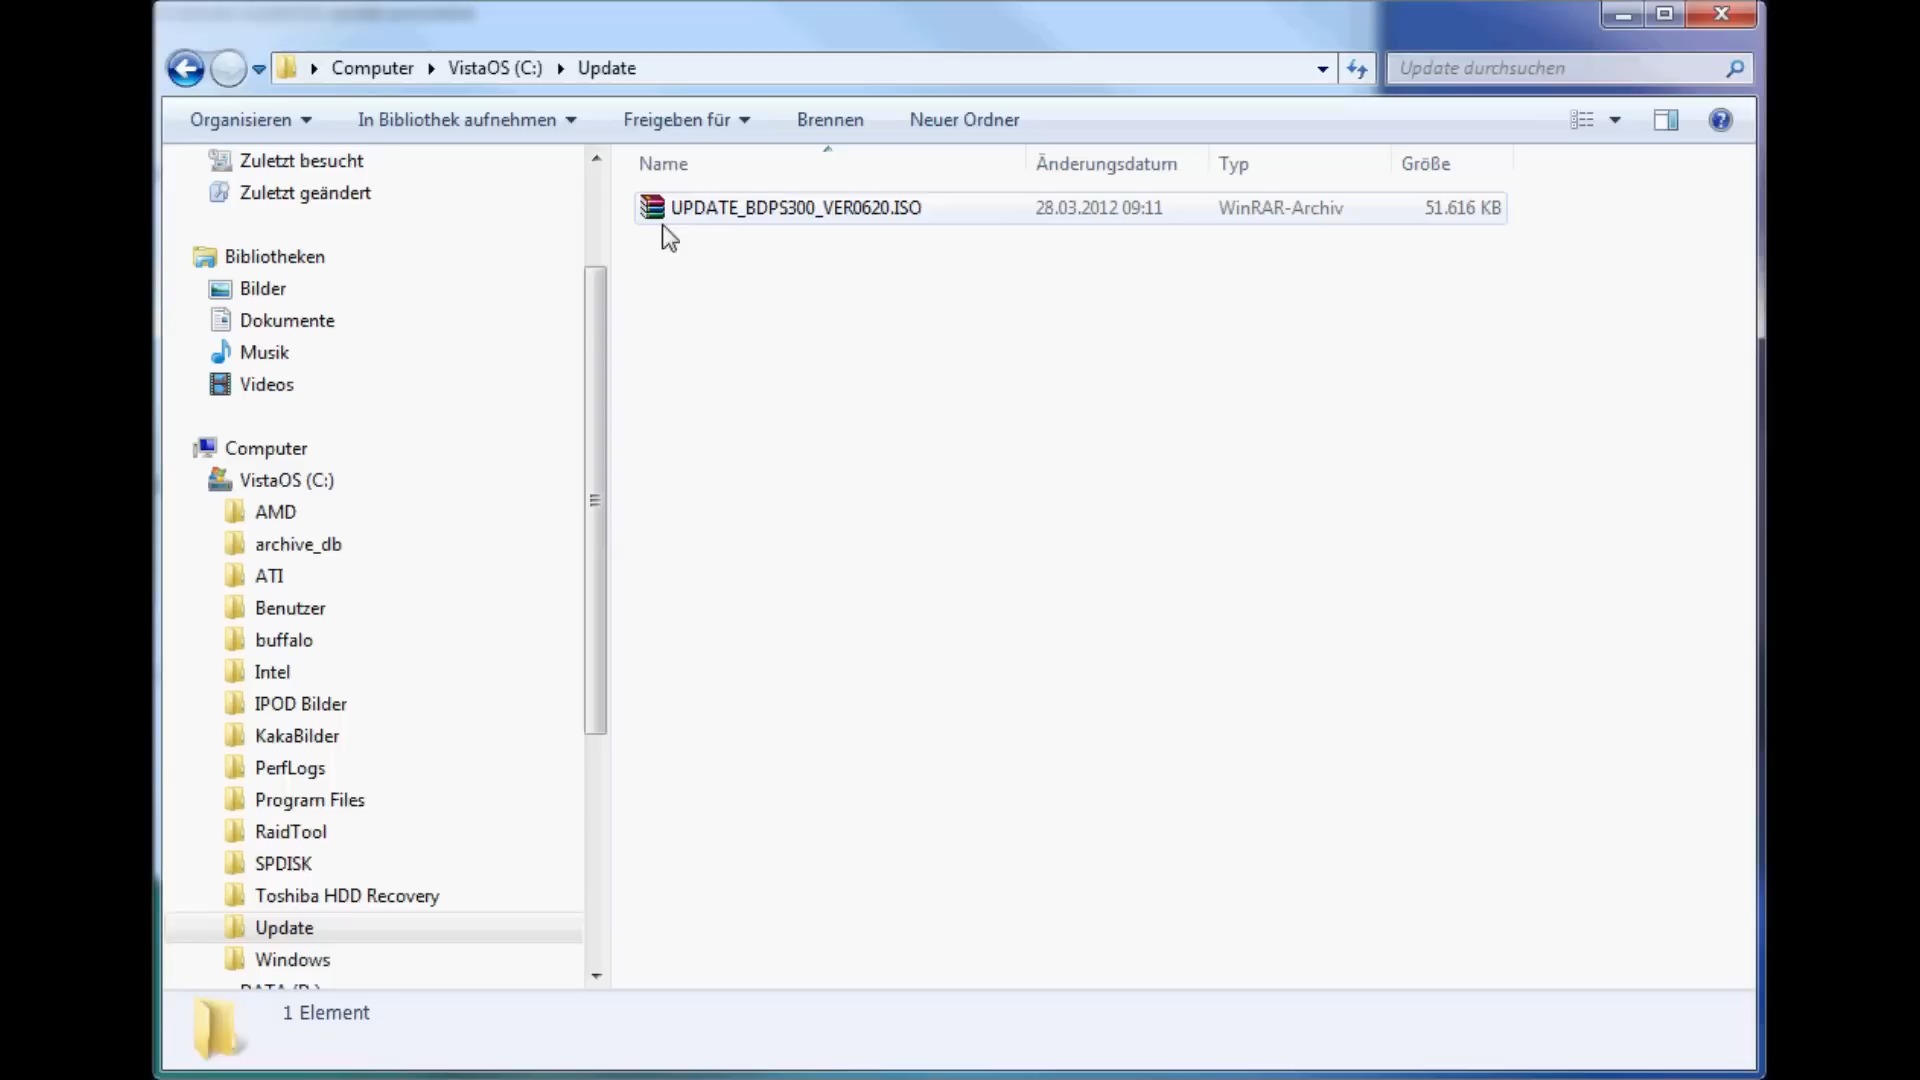 Computer VistaOS (C:) Update
Update durchsuchen
Organisieren In Bibliothek aufnehmen Freigeben für Brennen Neuer Ordner
Name Änderungsdatum Typ Größe
UPDATE_BDPS300_VER0620.ISO 28.03.2012 09:11 WinRAR-Archiv 51.616 KB
Zuletzt besucht
Zuletzt geändert
Bibliotheken
Bilder
Dokumente
Musik
Videos
Computer
VistaOS (C:)
AMD
archive_db
ATI
Benutzer
buffalo
Intel
IPOD Bilder
KakaBilder
PerfLogs
Program Files
RaidTool
SPDISK
Toshiba HDD Recovery
Update
Windows
1 Element